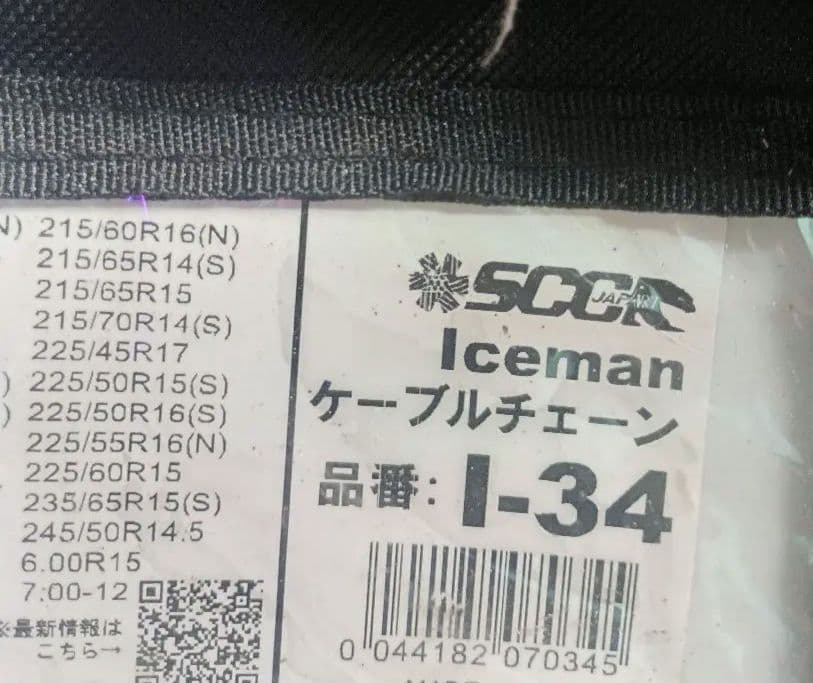 N) 215/60R16(N)
215/65R14(S)
215/65R15
215/70R14(S)
225/45R17
) 225/50R15(S)
) 225/50R16(S)
225/55R16(N)
225/60R15
235/65R15(S)
245/50R14.5
6.00R15
7:00-12
※最新情報は
こちら→
SCC JAPAN
Iceman
ケーブルチェーン
品番: I-34
0 044182 070345